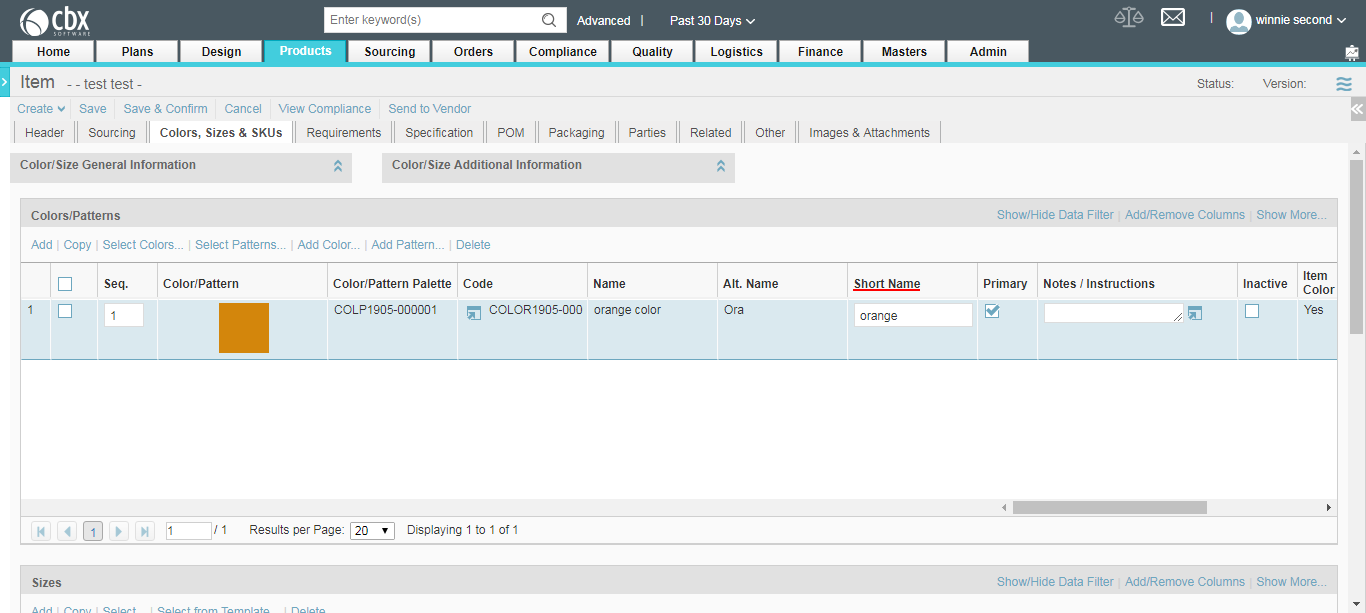 cbx
SOFTWARE
Enter keyword(s)
Advanced | Past 30 Days
| winnie second
Home Plans Design Products Sourcing Orders Compliance Quality Logistics Finance Masters Admin
Item - - test test -
Status: Version:
Create Save Save & Confirm Cancel View Compliance Send to Vendor
Header Sourcing Colors, Sizes & SKUs Requirements Specification POM Packaging Parties Related Other Images & Attachments
Color/Size General Information
Color/Size Additional Information
Colors/Patterns
Show/Hide Data Filter | Add/Remove Columns | Show More...
Add | Copy | Select Colors... | Select Patterns... | Add Color... | Add Pattern... | Delete
Seq. Color/Pattern Color/Pattern Palette Code Name Alt. Name Short Name Primary Notes / Instructions Inactive Item Color
1 1 COLP1905-000001 COLOR1905-000 orange color Ora orange Yes
1 1 / 1 Results per Page: 20 Displaying 1 to 1 of 1
Sizes
Show/Hide Data Filter | Add/Remove Columns | Show More...
Add | Copy | Select... | Select from Template... | Delete